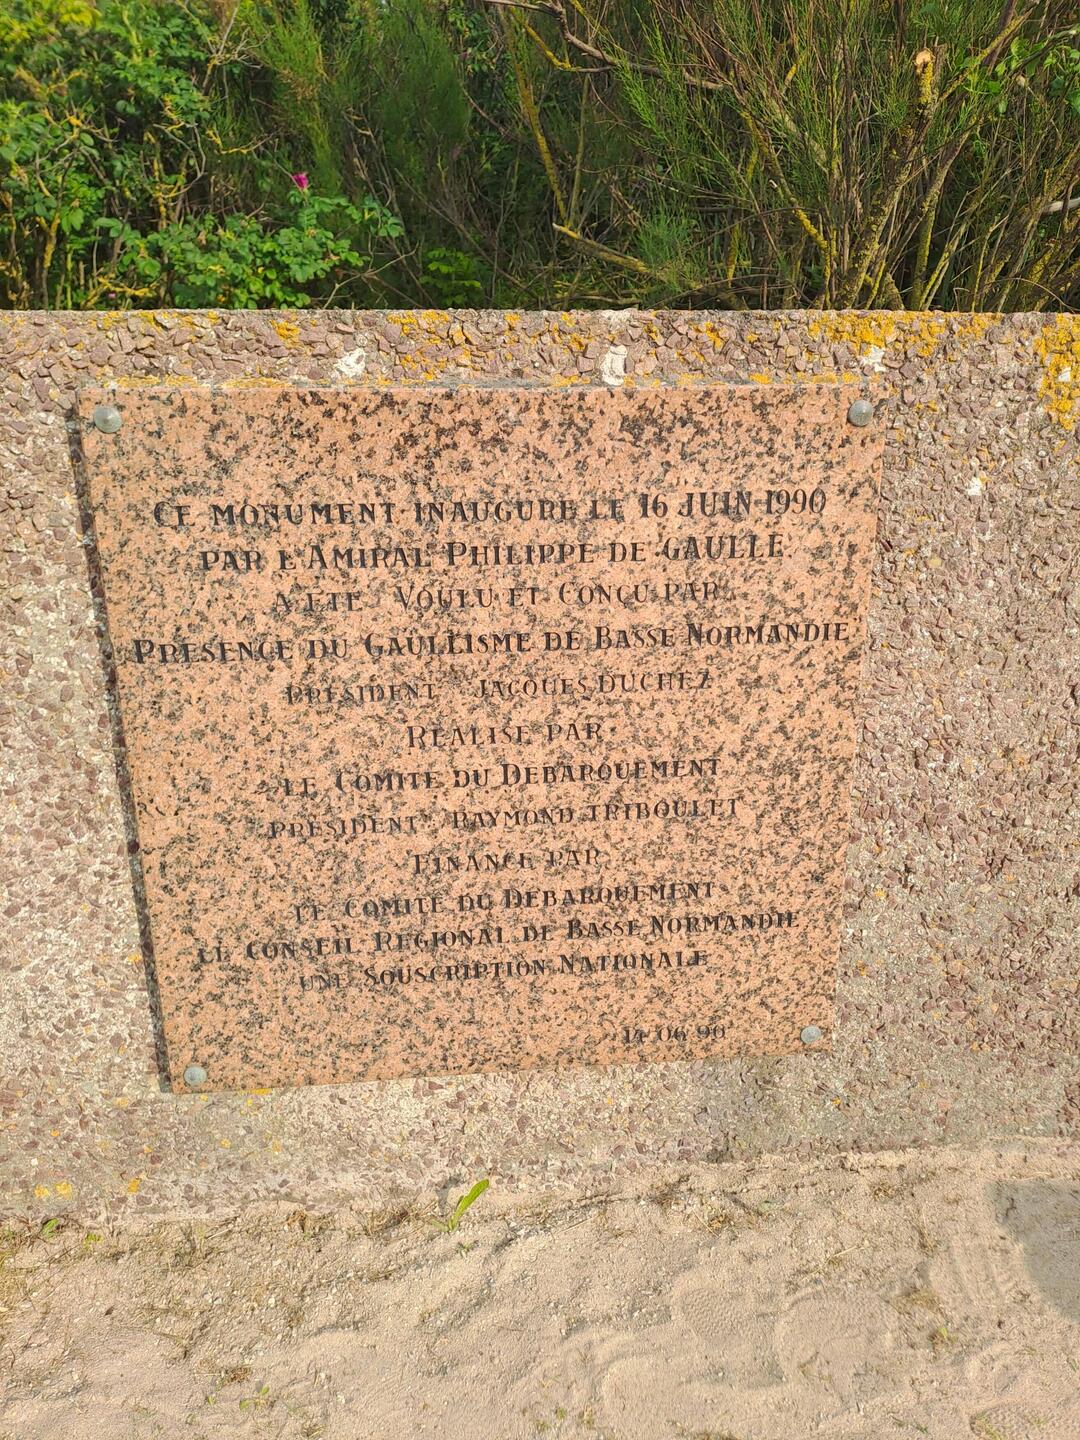 CE MONUMENT INAUGURE LE 16 JUIN 1990
PAR L'AMIRAL PHILIPPE DE GAULLE
A ETE VOULU ET CONÇU PAR
PRESENCE DU GAULLISME DE BASSE NORMANDIE
PRESIDENT JACQUES DUCHEZ
REALISE PAR
LE COMITE DU DEBARQUEMENT
PRESIDENT RAYMOND TRIBOULET
FINANCE PAR
LE COMITE DU DEBARQUEMENT
LE CONSEIL REGIONAL DE BASSE NORMANDIE
UNE SOUSCRIPTION NATIONALE
06 90